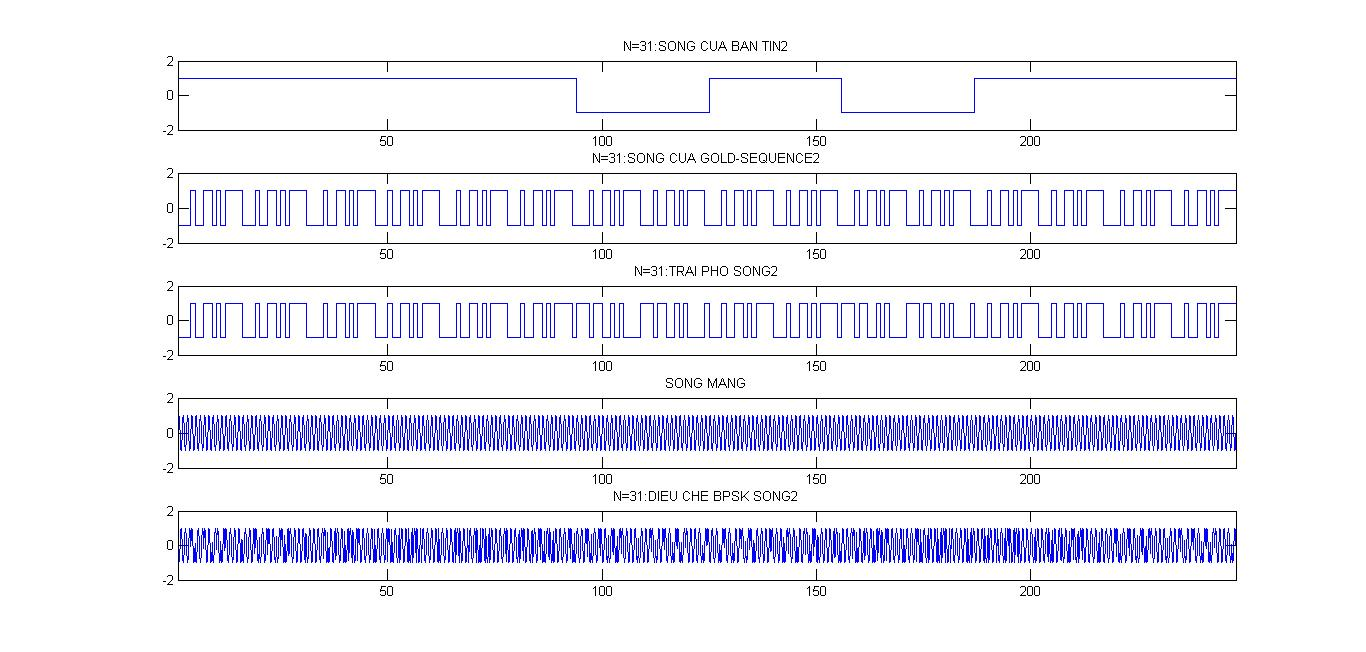 N=31:SONG CUA BAN TIN2
2
0
-2
50 100 150 200
N=31:SONG CUA GOLD-SEQUENCE2
2
0
-2
50 100 150 200
N=31:TRAI PHO SONG2
2
0
-2
50 100 150 200
SONG MANG
2
0
-2
50 100 150 200
N=31:DIEU CHE BPSK SONG2
2
0
-2
50 100 150 200